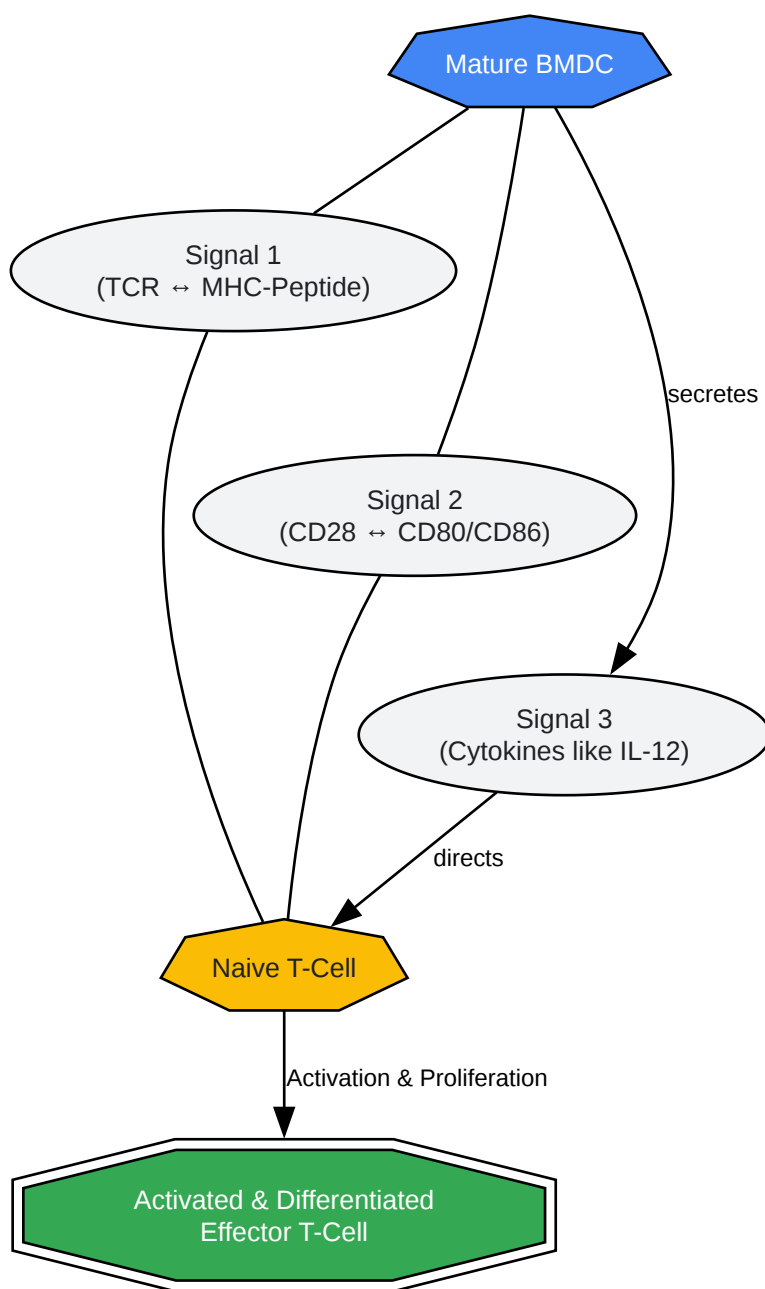 Mature BMDC
Signal 1
(TCR ↔ MHC-Peptide)
secretes
Signal 2
(CD28 ↔ CD80/CD86)
Signal 3
(Cytokines like IL-12)
directs
Naive T-Cell
Activation & Proliferation
Activated & Differentiated
Effector T-Cell